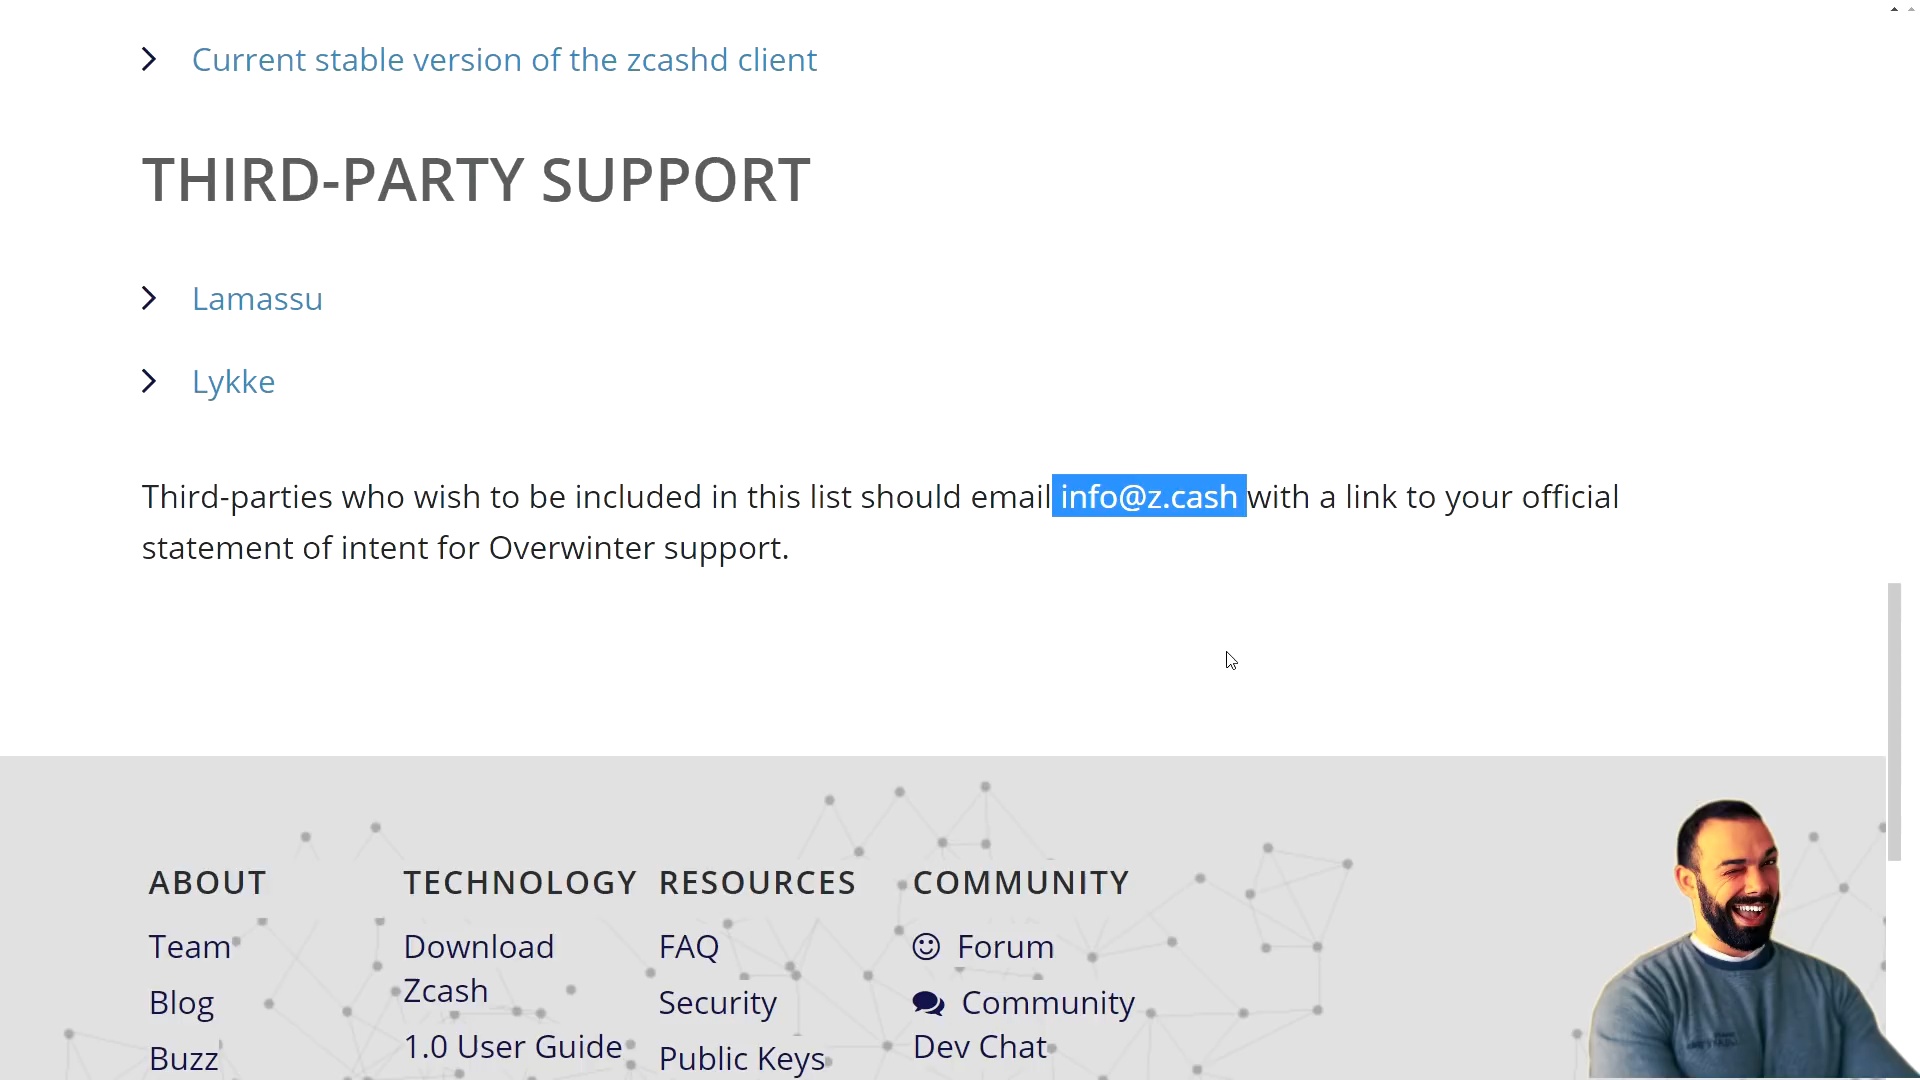 Current stable version of the zcashd client
THIRD-PARTY SUPPORT
Lamassu
Lykke
Third-parties who wish to be included in this list should email info@z.cash with a link to your official
statement of intent for Overwinter support.
ABOUT
Team
Blog
Buzz
TECHNOLOGY
Download
Zcash
1.0 User Guide
RESOURCES
FAQ
Security
Public Keys
COMMUNITY
Forum
Community
Dev Chat